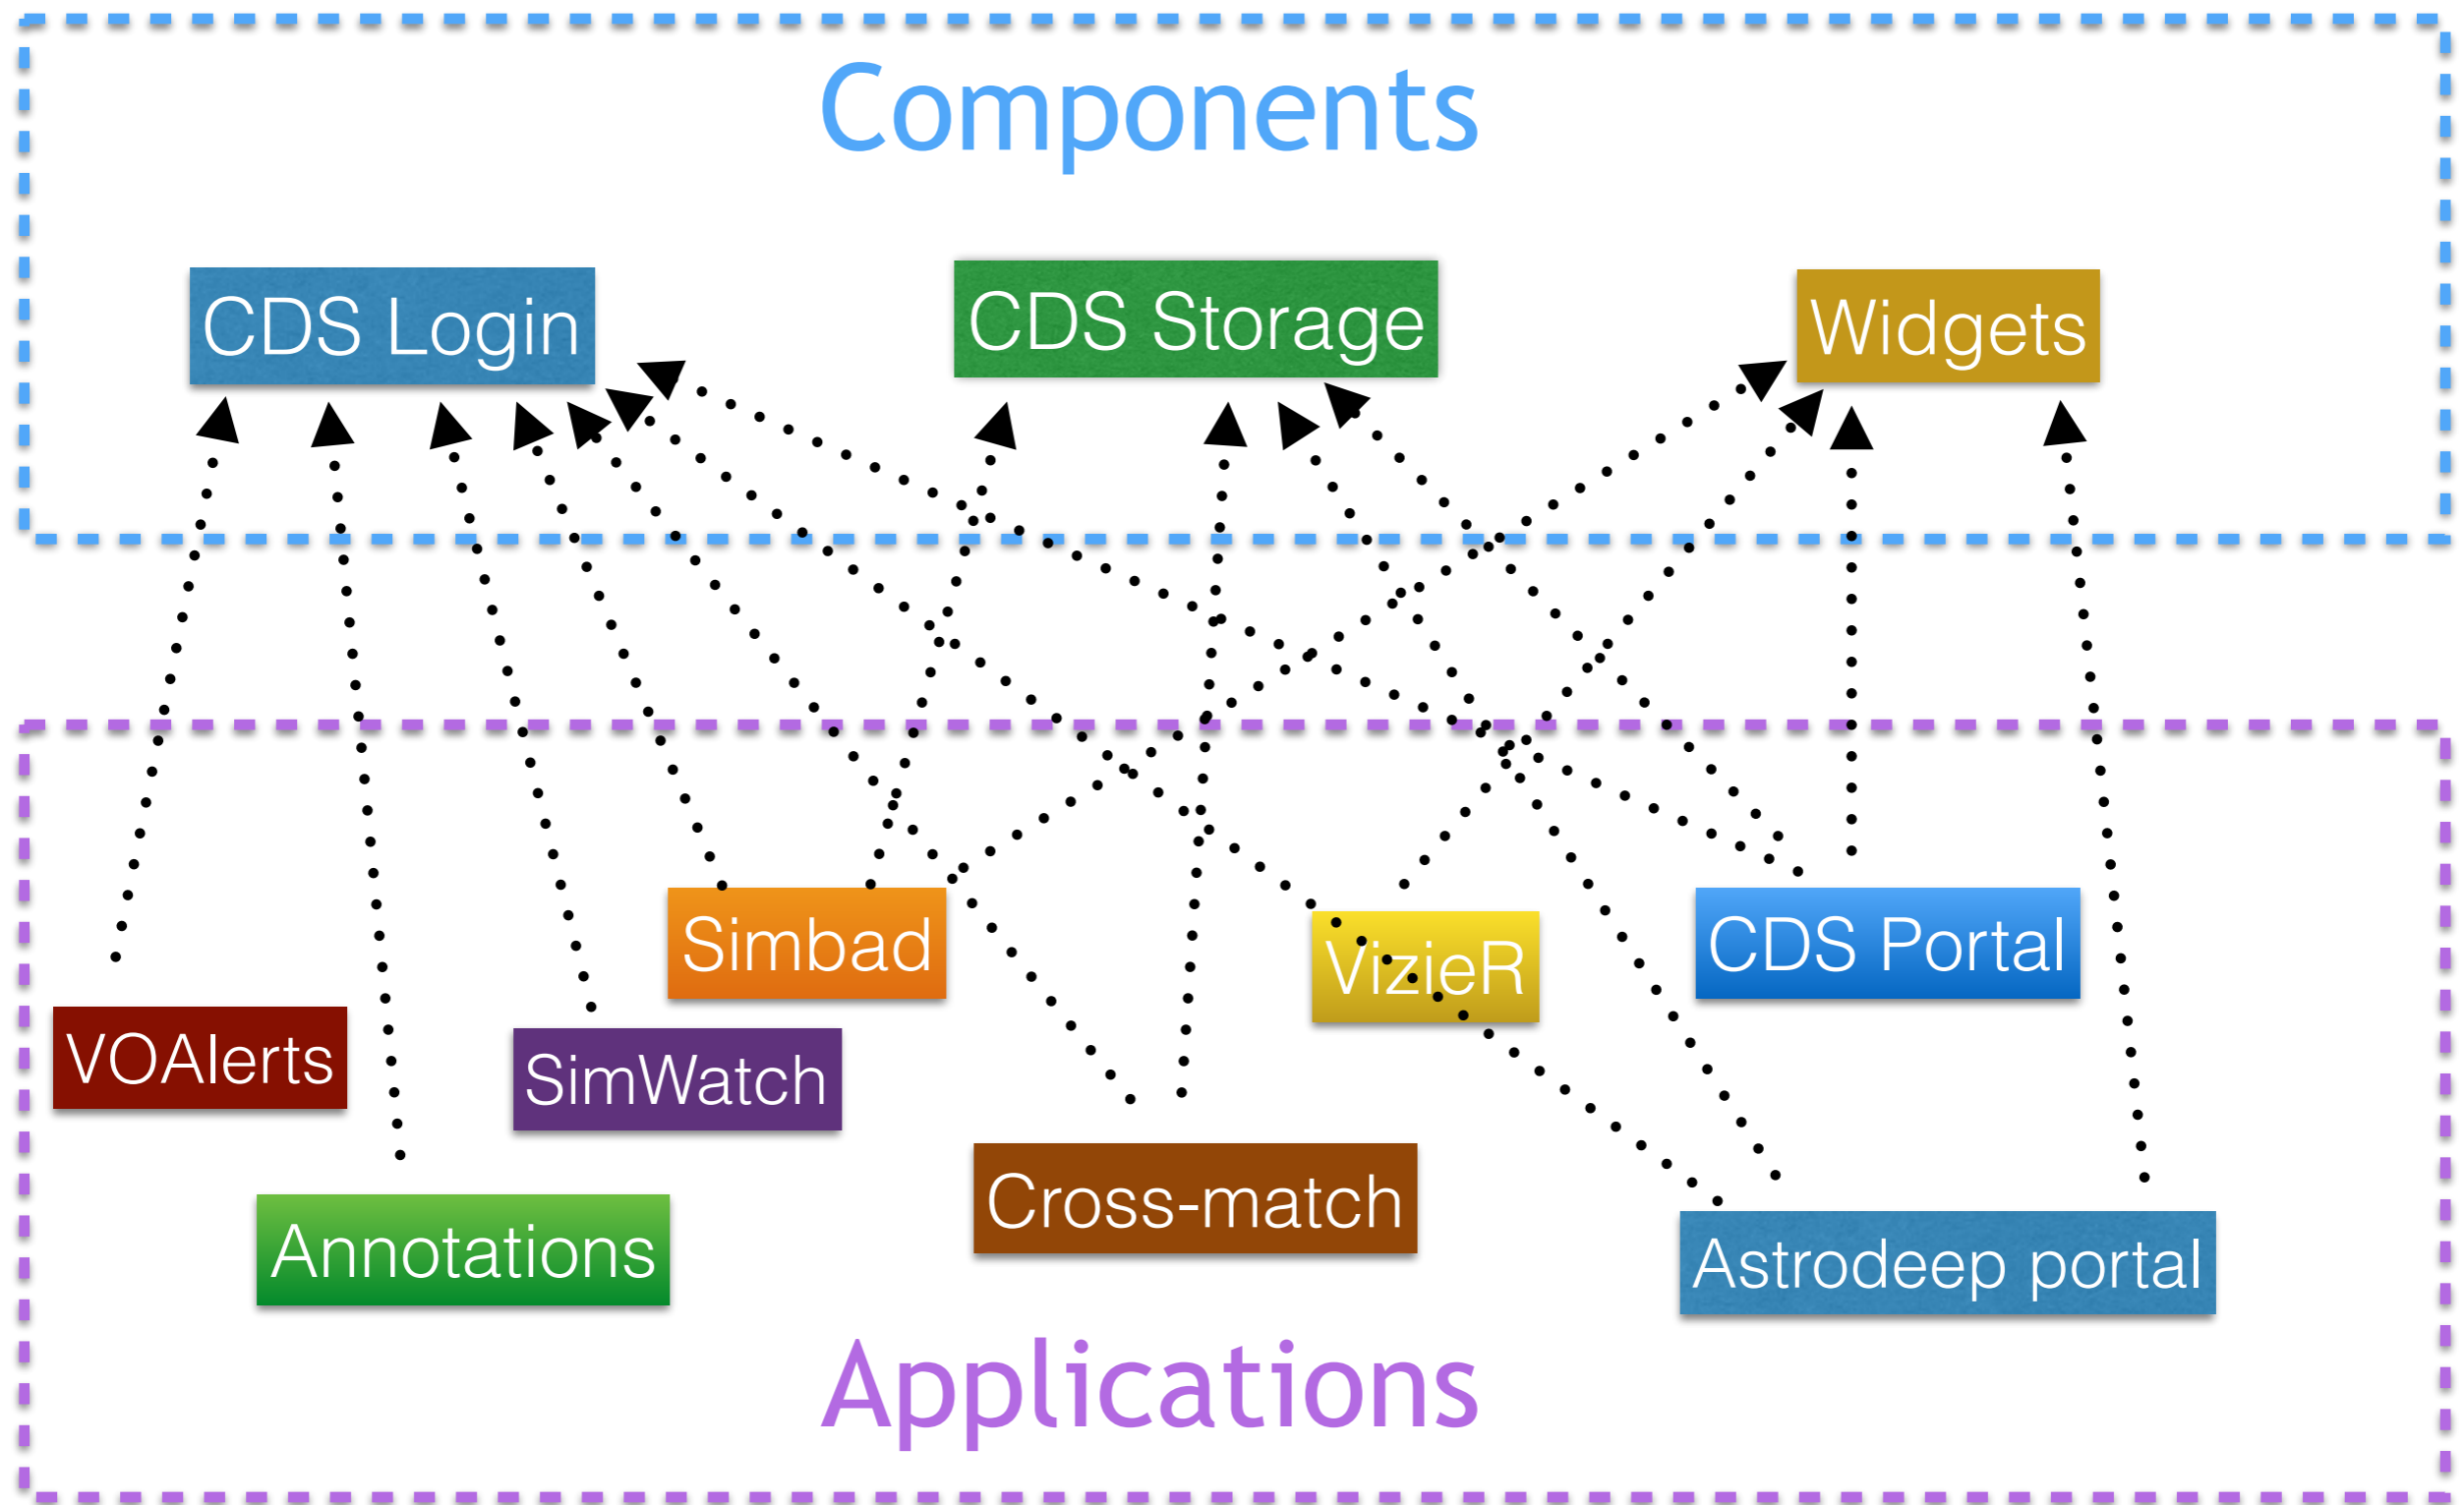 Components
CDS Login
CDS Storage
Widgets
Simbad
VizieR
CDS Portal
VOAlerts
SimWatch
Cross-match
Annotations
Astrodeep portal
Applications